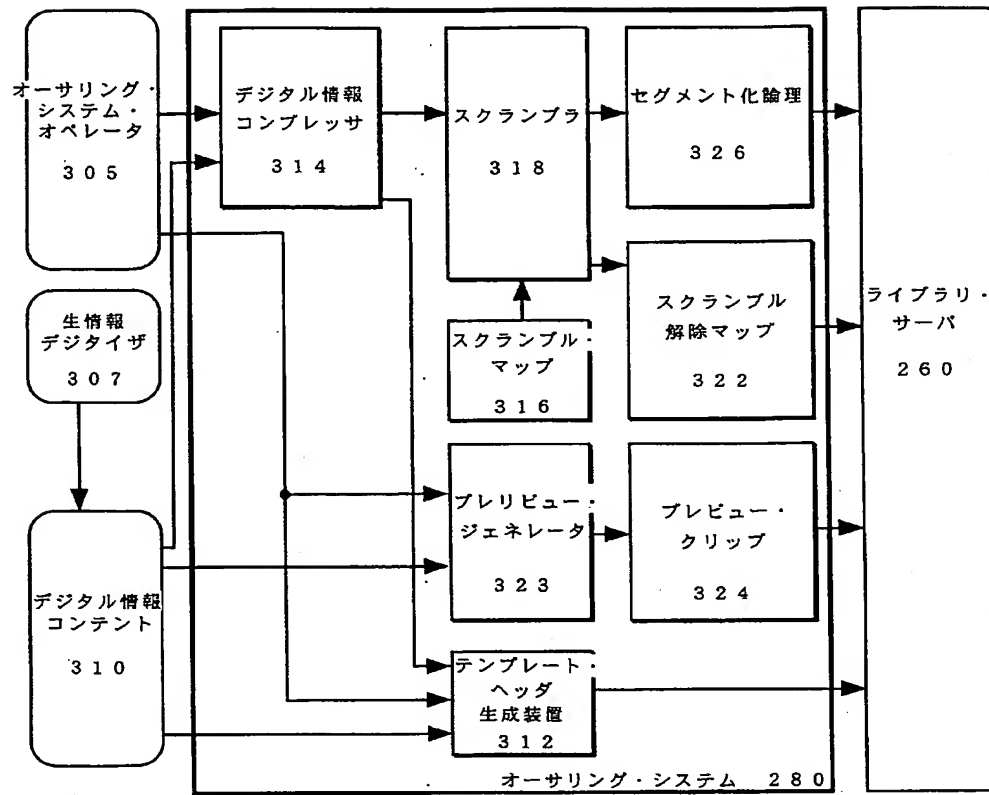 オーサリング・
システム・
オペレータ
305
生情報
デジタイザ
307
デジタル情報
コンテント
310
デジタル情報
コンプレッサ
314
スクランブラ
318
セグメント化論理
326
スクランブル・
マップ
316
スクランブル
解除マップ
322
プレリビュー・
ジェネレータ
323
プレビュー・
クリップ
324
テンプレート・
ヘッダ
生成装置
312
オーサリング・システム 280
ライブラリ・
サーバ
260